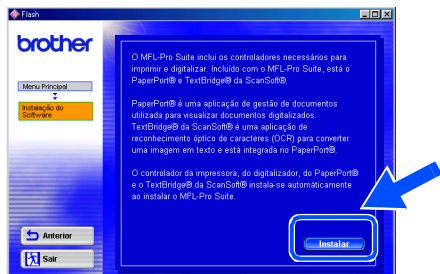 Flash
brother
Menu Principal
Instalação do
Software
O MFL-Pro Suite inclui os controladores necessários para
imprimir e digitalizar. Incluído com o MFL-Pro Suite, está o
PaperPort® e TextBridge® da ScanSoft®.
PaperPort® é uma aplicação de gestão de documentos
utilizada para visualizar documentos digitalizados.
TextBridge® da ScanSoft® é uma aplicação de
reconhecimento óptico de caracteres (OCR) para converter
uma imagem em texto e está integrada no PaperPort®.
O controlador da impressora, do digitalizador, do PaperPort®
e o TextBridge® da ScanSoft® instala-se automáticamente
ao instalar o MFL-Pro Suite.
Anterior
Sair
Instalar